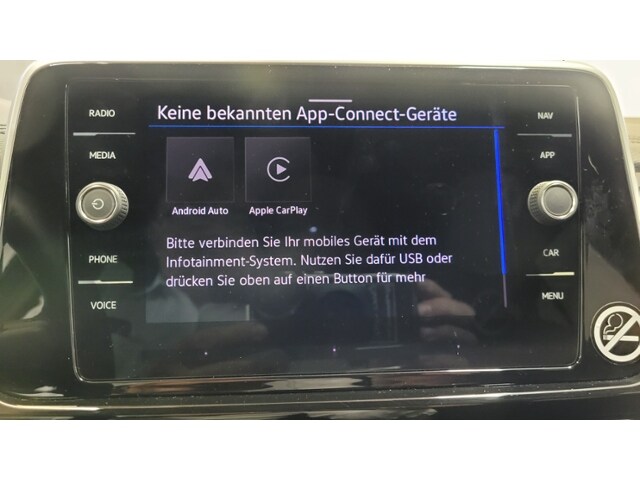 RADIO
MEDIA
PHONE
VOICE
Keine bekannten App-Connect-Geräte
Android Auto
Apple CarPlay
Bitte verbinden Sie Ihr mobiles Gerät mit dem
Infotainment-System. Nutzen Sie dafür USB oder
drücken Sie oben auf einen Button für mehr
NAV
APP
CAR
MENU